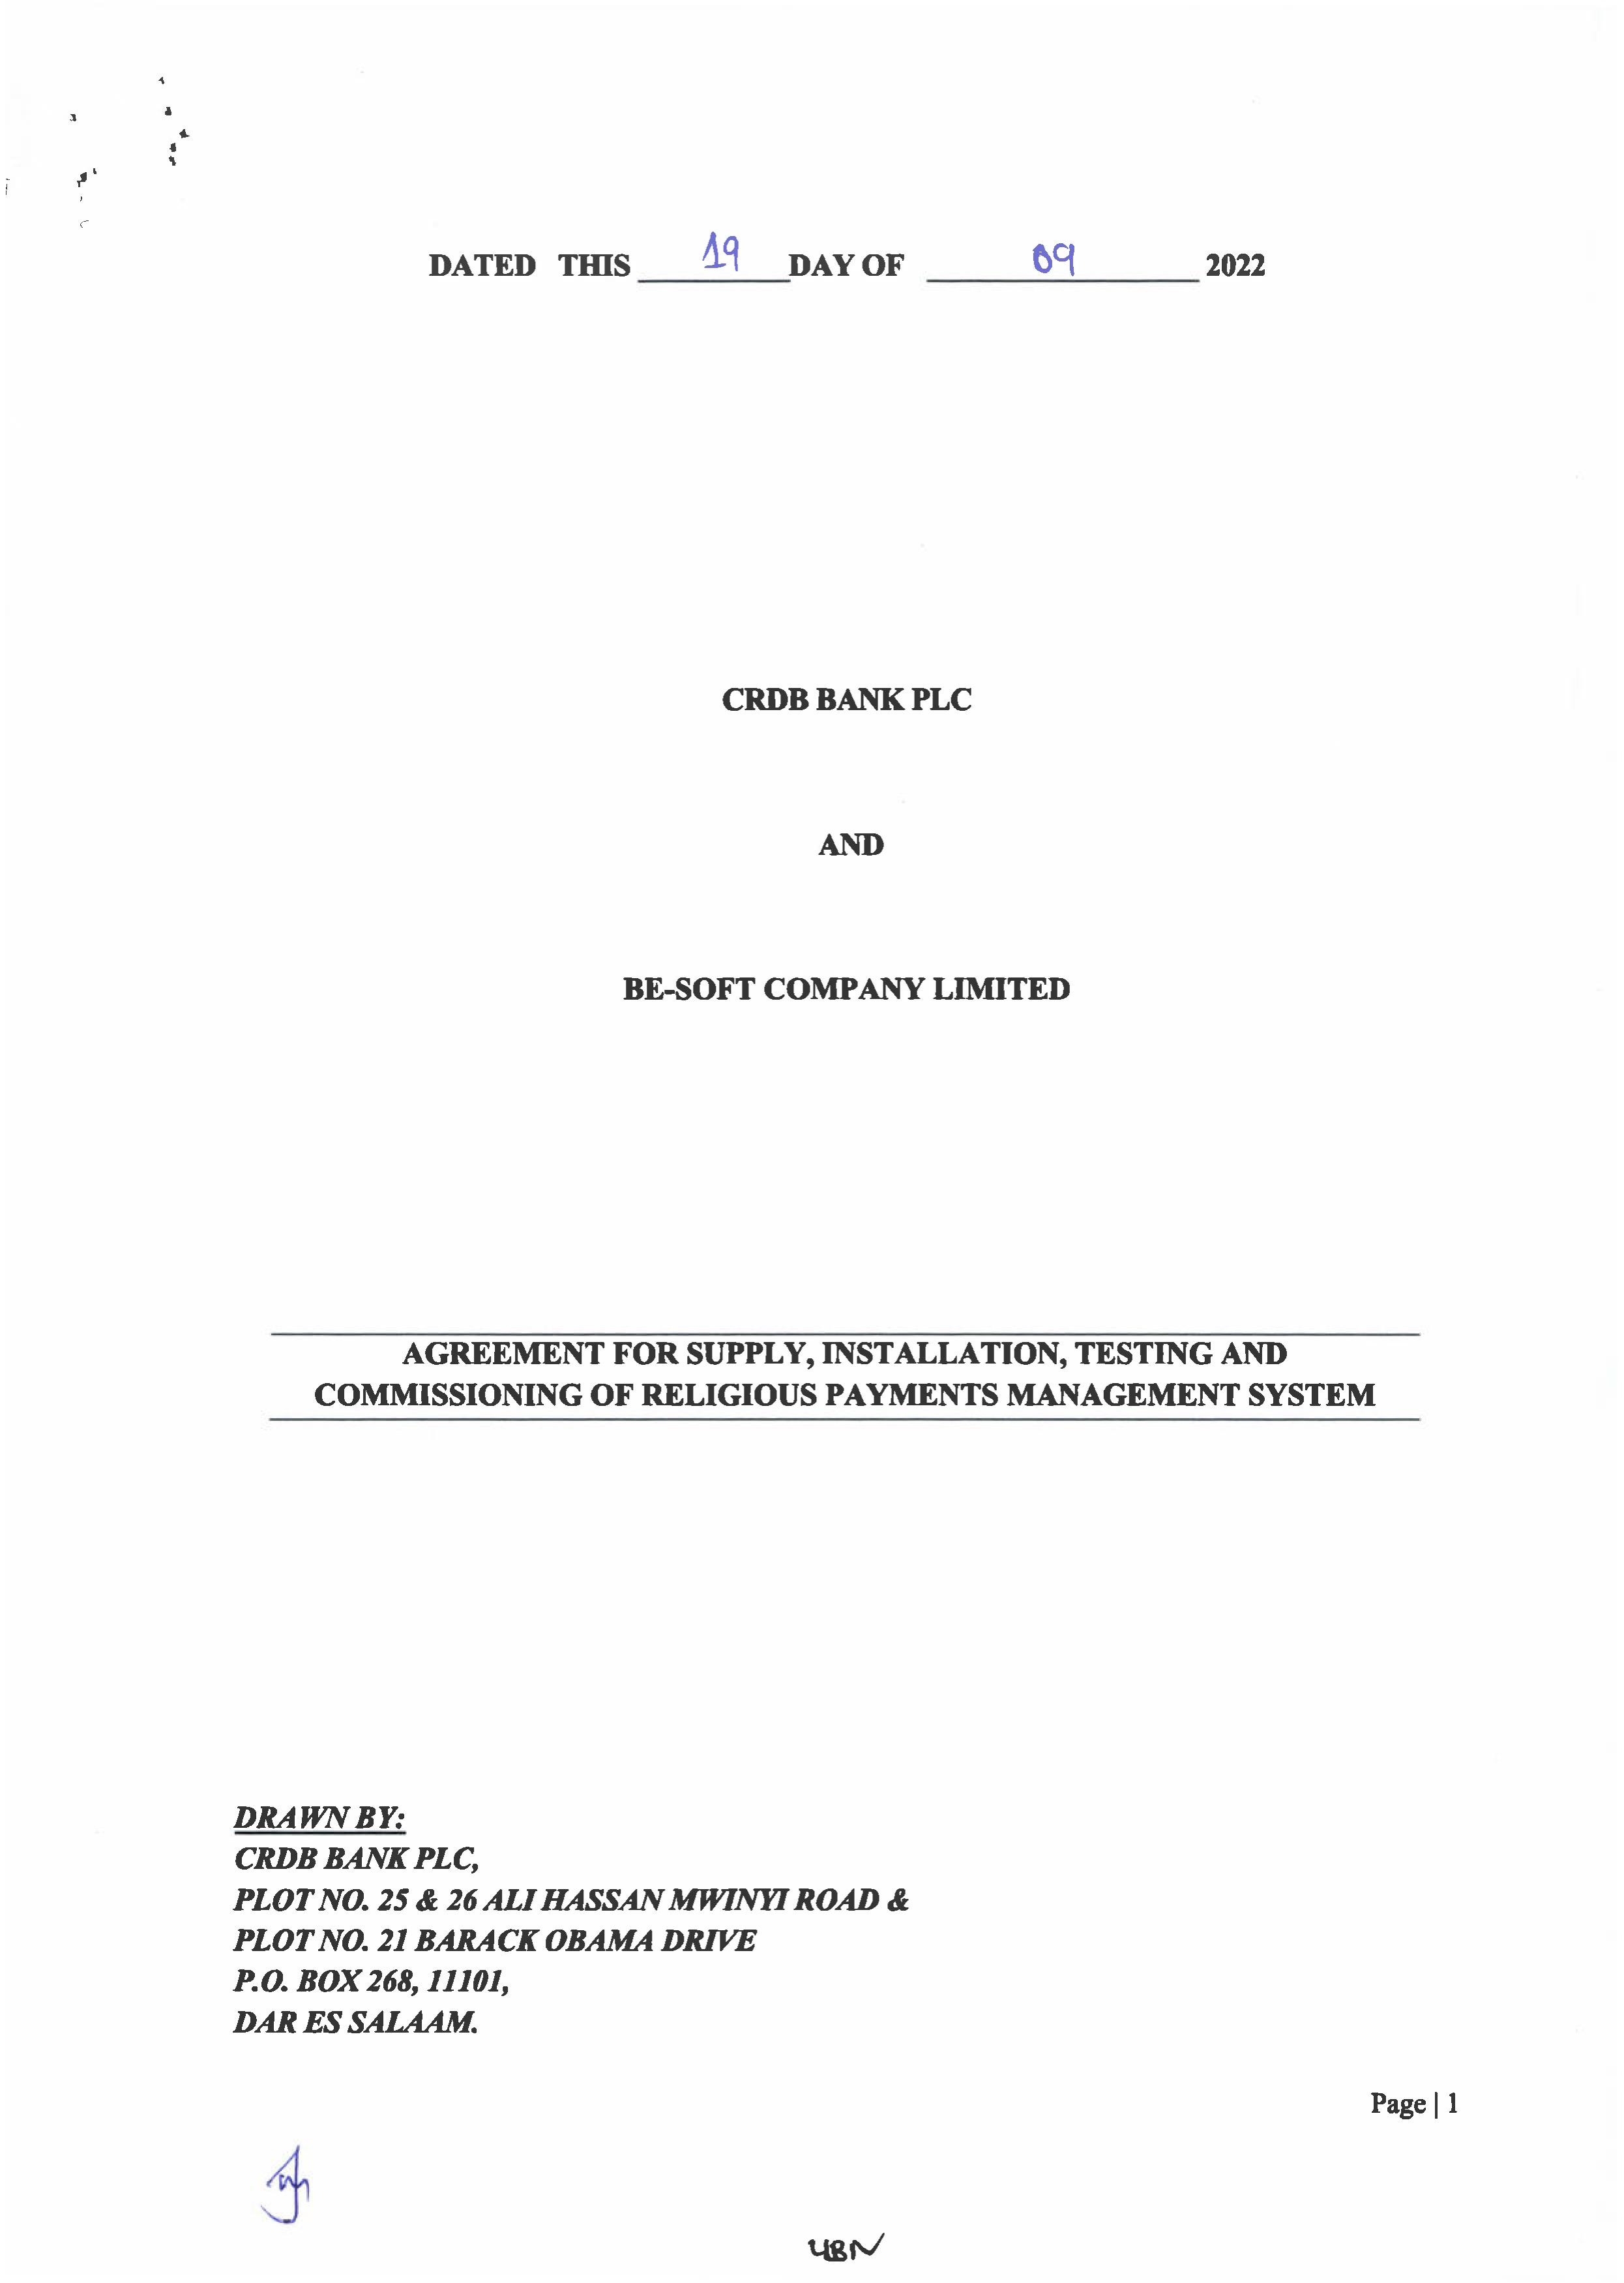 DATED THIS 19 DAY OF 09 2022
CRDB BANK PLC
AND
BE-SOFT COMPANY LIMITED
AGREEMENT FOR SUPPLY, INSTALLATION, TESTING AND
COMMISSIONING OF RELIGIOUS PAYMENTS MANAGEMENT SYSTEM
DRAWN BY:
CRDB BANK PLC,
PLOT NO. 25 & 26 ALI HASSAN MWINYI ROAD &
PLOT NO. 21 BARACK OBAMA DRIVE
P.O. BOX 268, 11101,
DAR ES SALAAM.
Page | 1